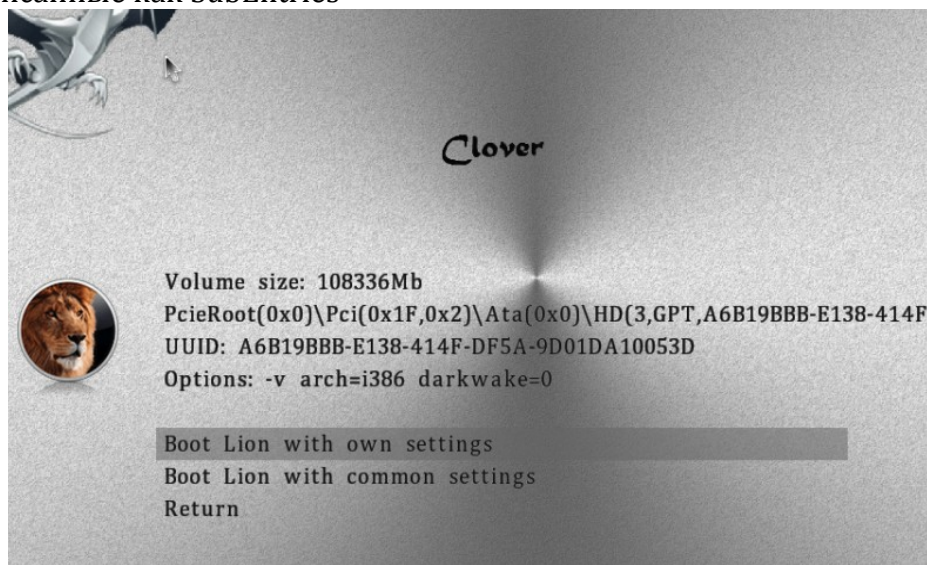 как SubEntries
Clover
Volume size: 108336Mb
PcieRoot(0x0)\Pci(0x1F,0x2)\Ata(0x0)\HD(3,GPT,A6B19BBB-E138-414F
UUID: A6B19BBB-E138-414F-DF5A-9D01DA10053D
Options: -v arch=i386 darkwake=0
Boot Lion with own settings
Boot Lion with common settings
Return